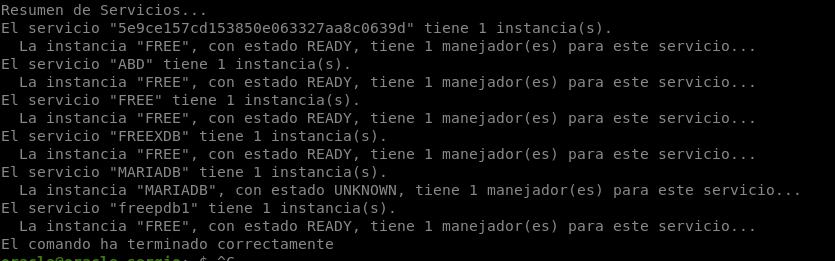 Resumen de Servicios...
El servicio "5e9ce157cd153850e063327aa8c0639d" tiene 1 instancia(s).
  La instancia "FREE", con estado READY, tiene 1 manejador(es) para este servicio...
El servicio "ABD" tiene 1 instancia(s).
  La instancia "FREE", con estado READY, tiene 1 manejador(es) para este servicio...
El servicio "FREE" tiene 1 instancia(s).
  La instancia "FREE", con estado READY, tiene 1 manejador(es) para este servicio...
El servicio "FREEXDB" tiene 1 instancia(s).
  La instancia "FREE", con estado READY, tiene 1 manejador(es) para este servicio...
El servicio "MARIADB" tiene 1 instancia(s).
  La instancia "MARIADB", con estado UNKNOWN, tiene 1 manejador(es) para este servicio...
El servicio "freepdb1" tiene 1 instancia(s).
  La instancia "FREE", con estado READY, tiene 1 manejador(es) para este servicio...
El comando ha terminado correctamente